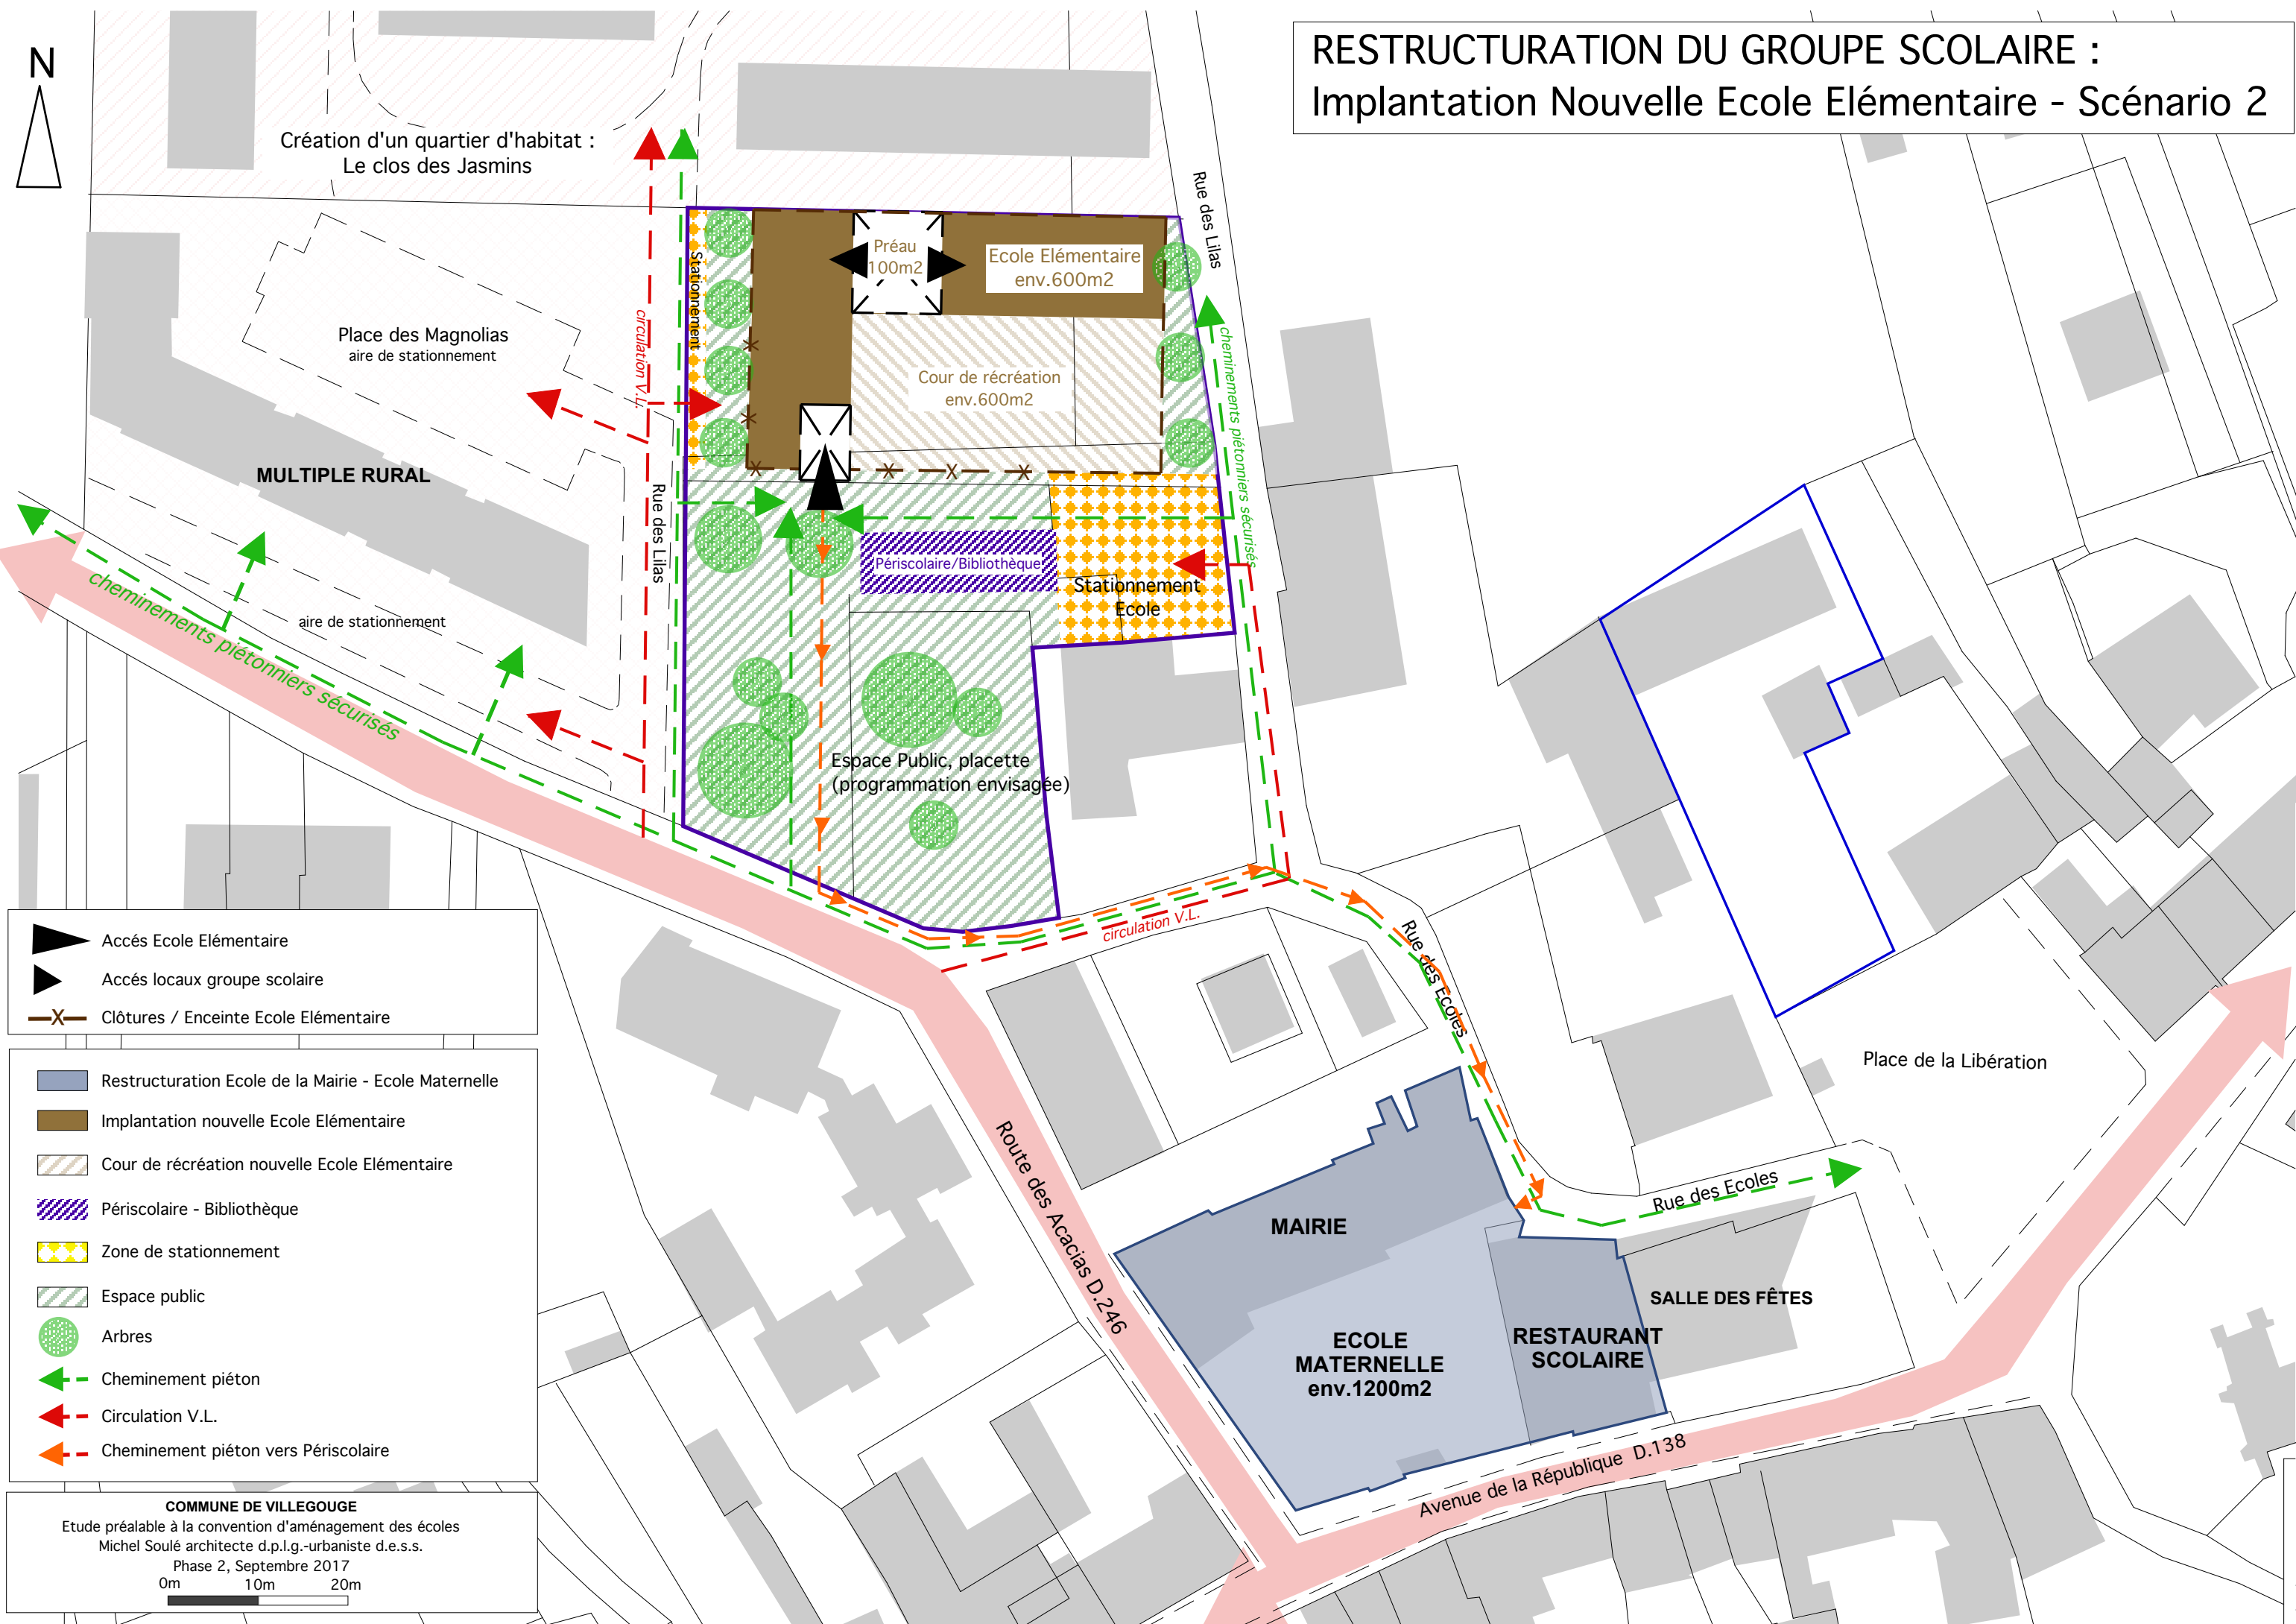 RESTRUCTURATION DU GROUPE SCOLAIRE :
Implantation Nouvelle Ecole Elémentaire - Scénario 2
N
Création d'un quartier d'habitat :
Le clos des Jasmins
Rue des Lilas
Préau
100m2
Ecole Elémentaire
env.600m2
Stationnement
circulation V.L.
Place des Magnolias
aire de stationnement
cheminements piétonniers sécurisés
Cour de récréation
env.600m2
MULTIPLE RURAL
Rue des Lilas
Périscolaire/Bibliothèque
Stationnement
Ecole
cheminements piétonniers sécurisés
aire de stationnement
Espace Public, placette
(programmation envisagée)
circulation V.L.
Rue des Ecoles
Place de la Libération
Route des Acacias D.246
Rue des Ecoles
MAIRIE
SALLE DES FÊTES
ECOLE
MATERNELLE
env.1200m2
RESTAURANT
SCOLAIRE
Avenue de la République D.138
Accés Ecole Elémentaire
Accés locaux groupe scolaire
X
Clôtures / Enceinte Ecole Elémentaire
Restructuration Ecole de la Mairie - Ecole Maternelle
Implantation nouvelle Ecole Elémentaire
Cour de récréation nouvelle Ecole Elémentaire
Périscolaire - Bibliothèque
Zone de stationnement
Espace public
Arbres
Cheminement piéton
Circulation V.L.
Cheminement piéton vers Périscolaire
COMMUNE DE VILLEGOUGE
Etude préalable à la convention d'aménagement des écoles
Michel Soulé architecte d.p.l.g.-urbaniste d.e.s.s.
Phase 2, Septembre 2017
0m 10m 20m